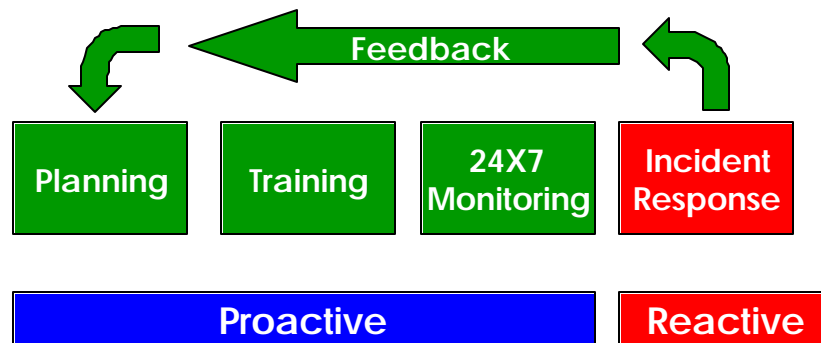 Feedback
Planning
Training
24X7
Monitoring
Incident
Response
Proactive
Reactive